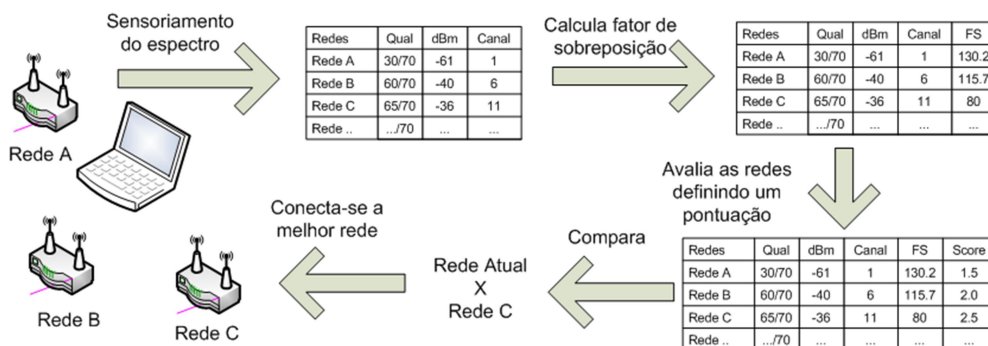 Sensoriamento
do espectro
Redes Qual dBm Canal
Rede A 30/70 -61 1
Rede B 60/70 -40 6
Rede C 65/70 -36 11
Rede .. .../70 ... ...
Calcula fator de
sobreposição
Redes Qual dBm Canal FS
Rede A 30/70 -61 1 130.2
Rede B 60/70 -40 6 115.7
Rede C 65/70 -36 11 80
Rede .. .../70 ... ... ...
Rede A
Avalia as redes
definindo um
pontuação
Redes Qual dBm Canal FS Score
Rede A 30/70 -61 1 130.2 1.5
Rede B 60/70 -40 6 115.7 2.0
Rede C 65/70 -36 11 80 2.5
Rede .. .../70 ... ... ... ...
Compara
Rede Atual
X
Rede C
Conecta-se a
melhor rede
Rede B
Rede C